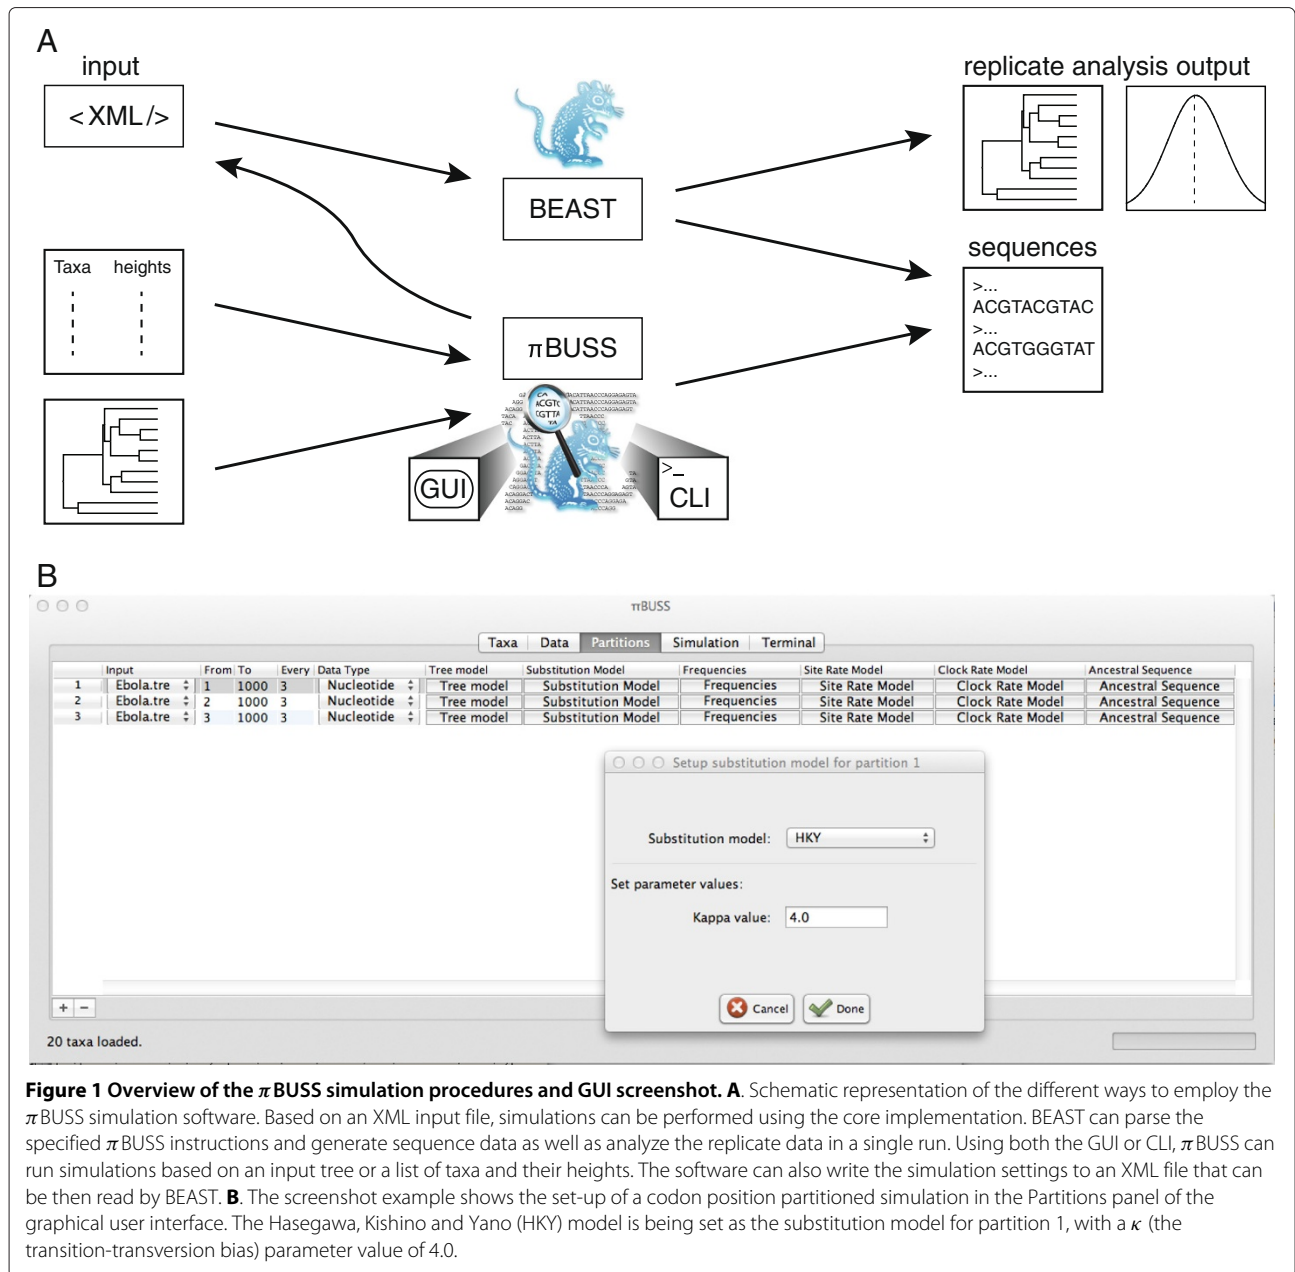 A
input
<XML/>
replicate analysis output
BEAST
Taxa heights
sequences
>...
ACGTACGTAC
>...
ACGTGGGTAT
>...
πBUSS
GUI
>_
CLI
B
πBUSS
Taxa Data Partitions Simulation Terminal
Input From To Every Data Type Tree model Substitution Model Frequencies Site Rate Model Clock Rate Model Ancestral Sequence
1 Ebola.tre 1 1000 3 Nucleotide Tree model Substitution Model Frequencies Site Rate Model Clock Rate Model Ancestral Sequence
2 Ebola.tre 2 1000 3 Nucleotide Tree model Substitution Model Frequencies Site Rate Model Clock Rate Model Ancestral Sequence
3 Ebola.tre 3 1000 3 Nucleotide Tree model Substitution Model Frequencies Site Rate Model Clock Rate Model Ancestral Sequence
Setup substitution model for partition 1
Substitution model: HKY
Set parameter values:
Kappa value: 4.0
Cancel Done
+ −
20 taxa loaded.
Figure 1 Overview of the πBUSS simulation procedures and GUI screenshot. A. Schematic representation of the different ways to employ the
πBUSS simulation software. Based on an XML input file, simulations can be performed using the core implementation. BEAST can parse the
specified πBUSS instructions and generate sequence data as well as analyze the replicate data in a single run. Using both the GUI or CLI, πBUSS can
run simulations based on an input tree or a list of taxa and their heights. The software can also write the simulation settings to an XML file that can
be then read by BEAST. B. The screenshot example shows the set-up of a codon position partitioned simulation in the Partitions panel of the
graphical user interface. The Hasegawa, Kishino and Yano (HKY) model is being set as the substitution model for partition 1, with a κ (the
transition-transversion bias) parameter value of 4.0.